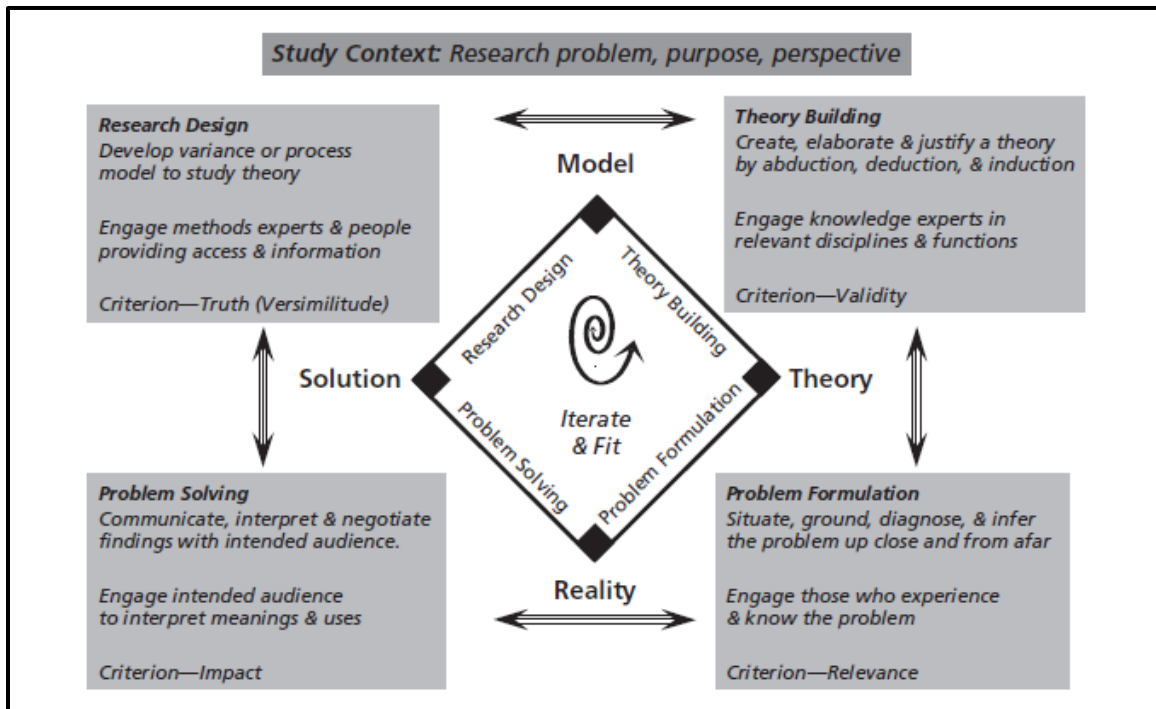 Study Context: Research problem, purpose, perspective
Research Design
Develop variance or process
model to study theory
Engage methods experts & people
providing access & information
Criterion—Truth (Versimilitude)
Theory Building
Create, elaborate & justify a theory
by abduction, deduction, & induction
Engage knowledge experts in
relevant disciplines & functions
Criterion—Validity
Model
Research Design
Theory Building
Solution
Theory
Iterate
& Fit
Problem Solving
Problem Formulation
Reality
Problem Solving
Communicate, interpret & negotiate
findings with intended audience.
Engage intended audience
to interpret meanings & uses
Criterion—Impact
Problem Formulation
Situate, ground, diagnose, & infer
the problem up close and from afar
Engage those who experience
& know the problem
Criterion—Relevance